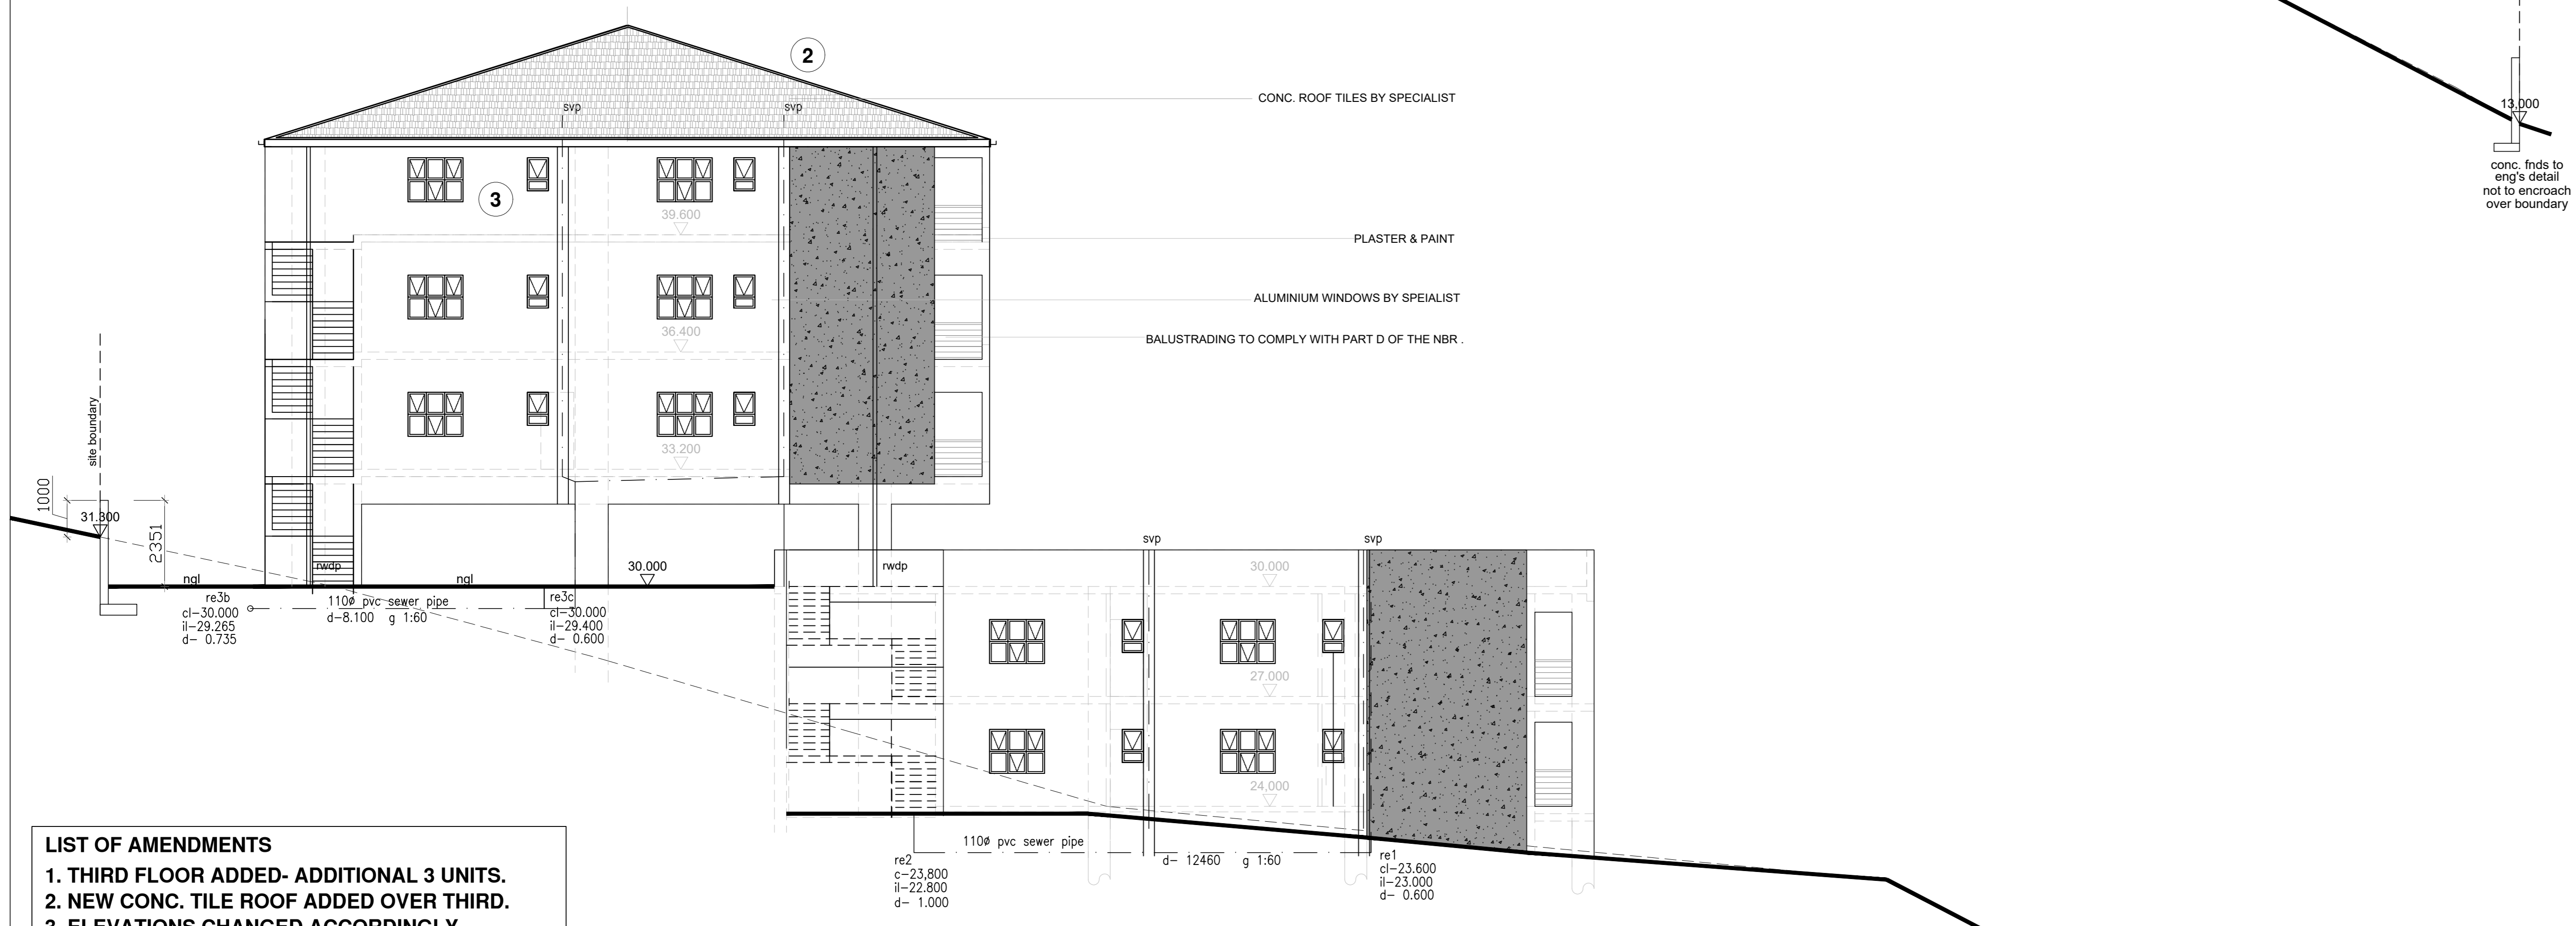 2
svp
svp
CONC. ROOF TILES BY SPECIALIST
13,000
conc. fnds to
eng's detail
not to encroach
over boundary
3
39.600
PLASTER & PAINT
ALUMINIUM WINDOWS BY SPEIALIST
36.400
BALUSTRADING TO COMPLY WITH PART D OF THE NBR .
site boundary
33.200
1000
31.300
2351
svp
svp
ngl
rwdp
ngl
30.000
rwdp
30.000
re3b
cl-30.000
il-29.265
d- 0.735
110ø pvc sewer pipe
d-8.100 g 1:60
re3c
cl-30.000
il-29.400
d- 0.600
27.000
24,000
110ø pvc sewer pipe
d- 12460 g 1:60
re2
c-23,800
il-22.800
d- 1.000
re1
cl-23.600
il-23.000
d- 0.600
LIST OF AMENDMENTS
1. THIRD FLOOR ADDED- ADDITIONAL 3 UNITS.
2. NEW CONC. TILE ROOF ADDED OVER THIRD.
3. ELEVATIONS CHANGED ACCORDINGLY